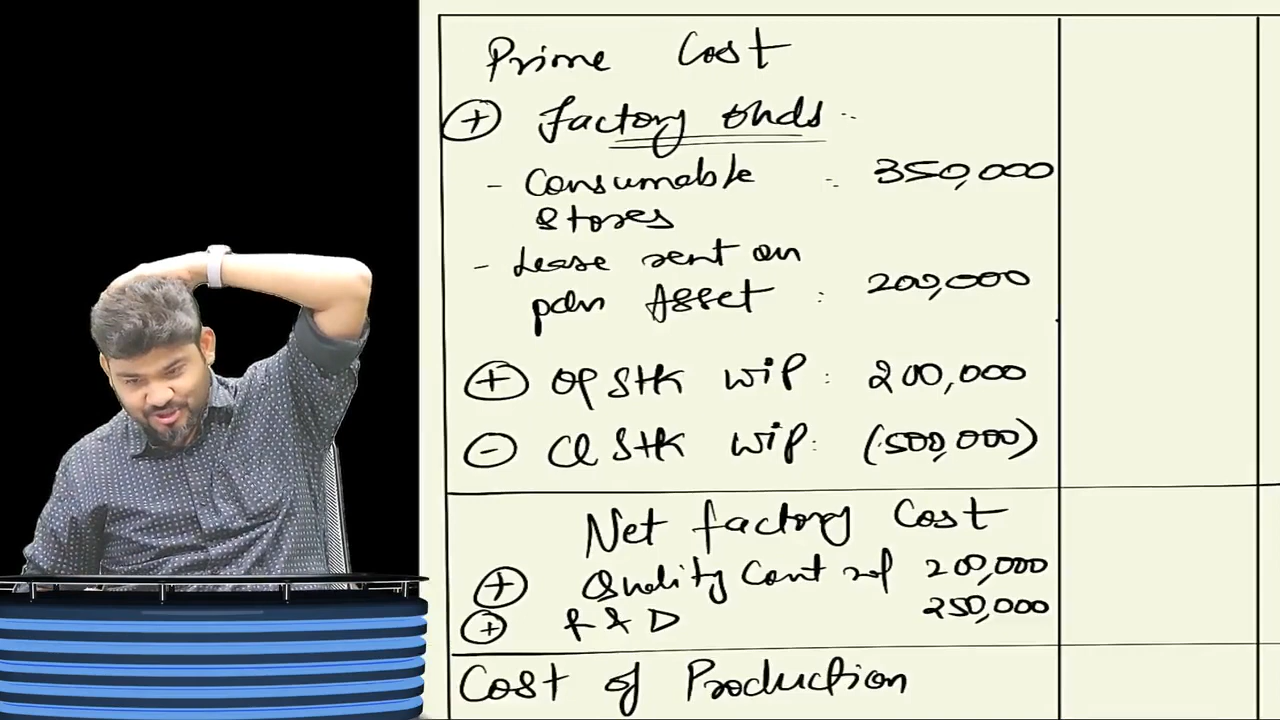 Prime Cost
+ factory ohds
- Consumable : 350,000
Stores
- Lease rent on
pdn Asset : 200,000
+ OP Stk WIP : 200,000
- Cl Stk WIP : (500,000)
Net factory Cost
+ Quality Control 200,000
+ R & D 250,000
Cost of Production